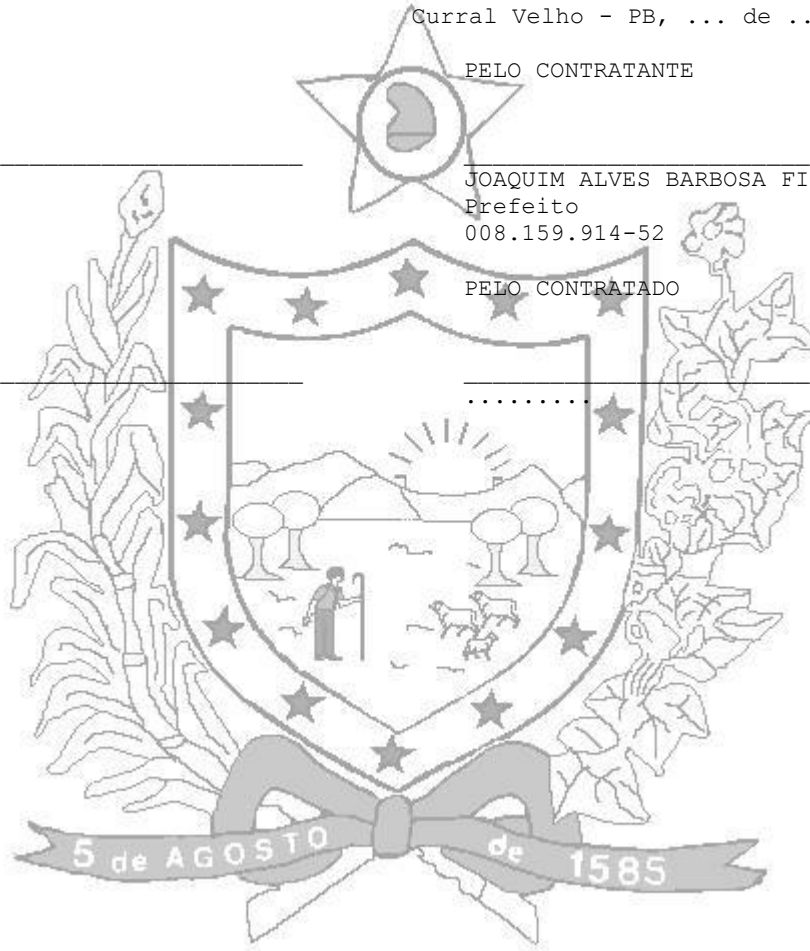 Curral Velho - PB, ... de ..
PELO CONTRATANTE
JOAQUIM ALVES BARBOSA FI
Prefeito
008.159.914-52
PELO CONTRATADO
.........
5 de AGOSTO de 1585